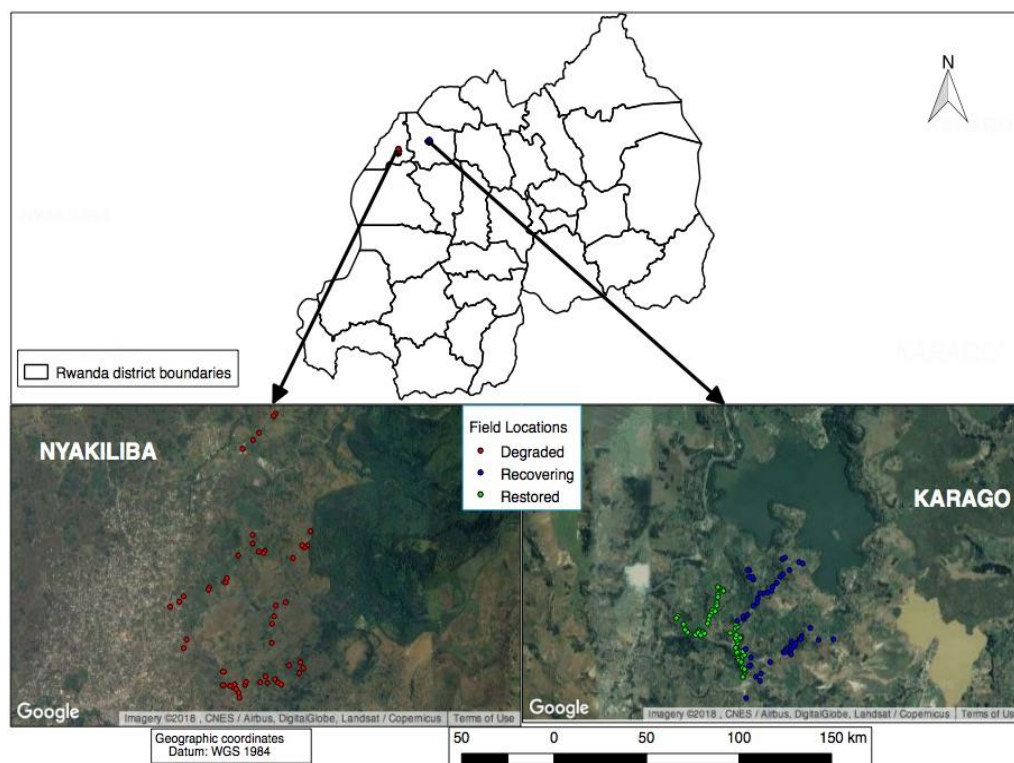 N
Rwanda district boundaries
NYAKILIBA
Field Locations
Degraded
Recovering
Restored
KARAGO
Google
Imagery ©2018 , CNES / Airbus, DigitalGlobe, Landsat / Copernicus
Terms of Use
Google
Imagery ©2018 , CNES / Airbus, DigitalGlobe, Landsat / Copernicus
Terms of Use
Geographic coordinates
Datum: WGS 1984
50 0 50 100 150 km